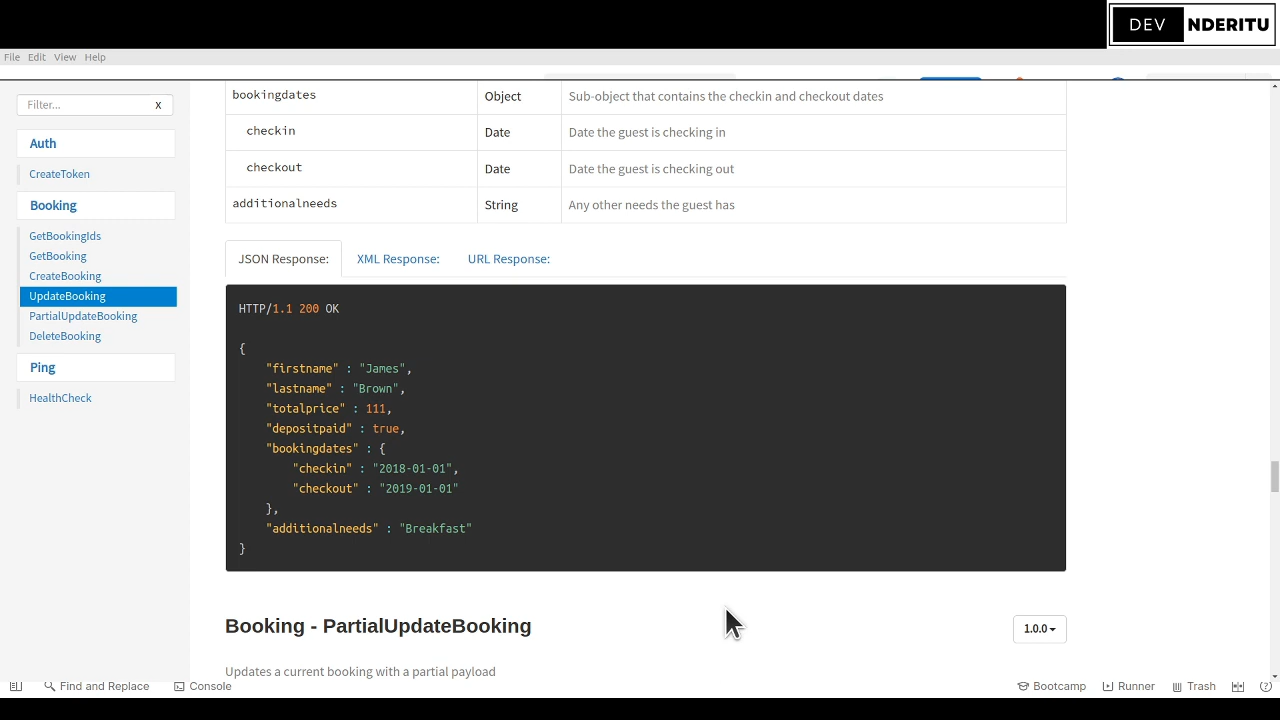 DEV NDERITU
File Edit View Help
Filter... x
Auth
CreateToken
Booking
GetBookingIds
GetBooking
CreateBooking
UpdateBooking
PartialUpdateBooking
DeleteBooking
Ping
HealthCheck
bookingdates Object Sub-object that contains the checkin and checkout dates
checkin Date Date the guest is checking in
checkout Date Date the guest is checking out
additionalneeds String Any other needs the guest has
JSON Response: XML Response: URL Response:
HTTP/1.1 200 OK
{
"firstname" : "James",
"lastname" : "Brown",
"totalprice" : 111,
"depositpaid" : true,
"bookingdates" : {
"checkin" : "2018-01-01",
"checkout" : "2019-01-01"
},
"additionalneeds" : "Breakfast"
}
Booking - PartialUpdateBooking 1.0.0
Updates a current booking with a partial payload
Find and Replace Console Bootcamp Runner Trash